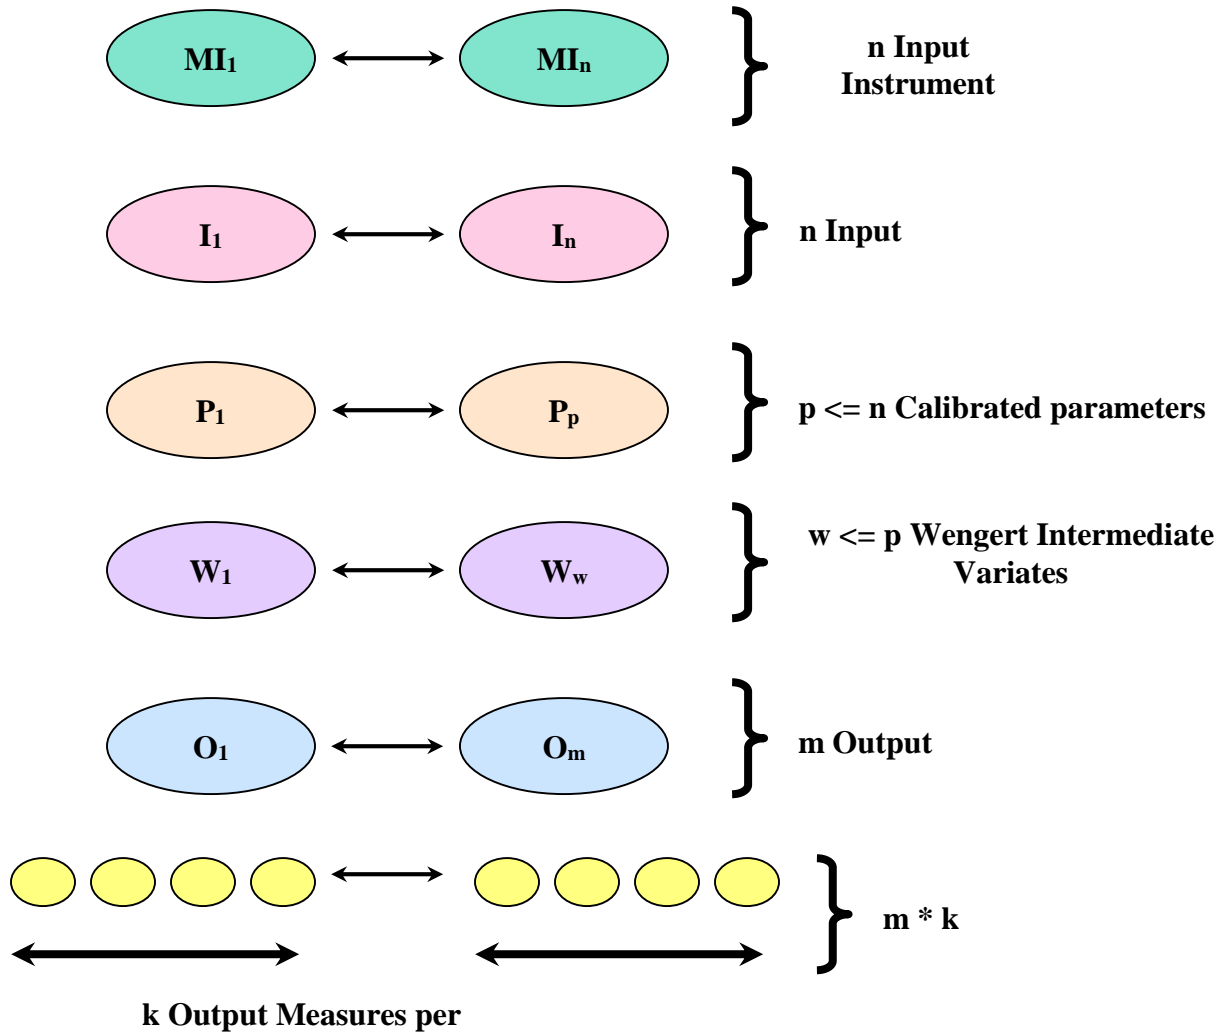 MI₁ MIₙ
n Input
Instrument
I₁ Iₙ
n Input
P₁ Pₚ
p <= n Calibrated parameters
W₁ W_w
w <= p Wengert Intermediate
Variates
O₁ Oₘ
m Output
m * k
k Output Measures per